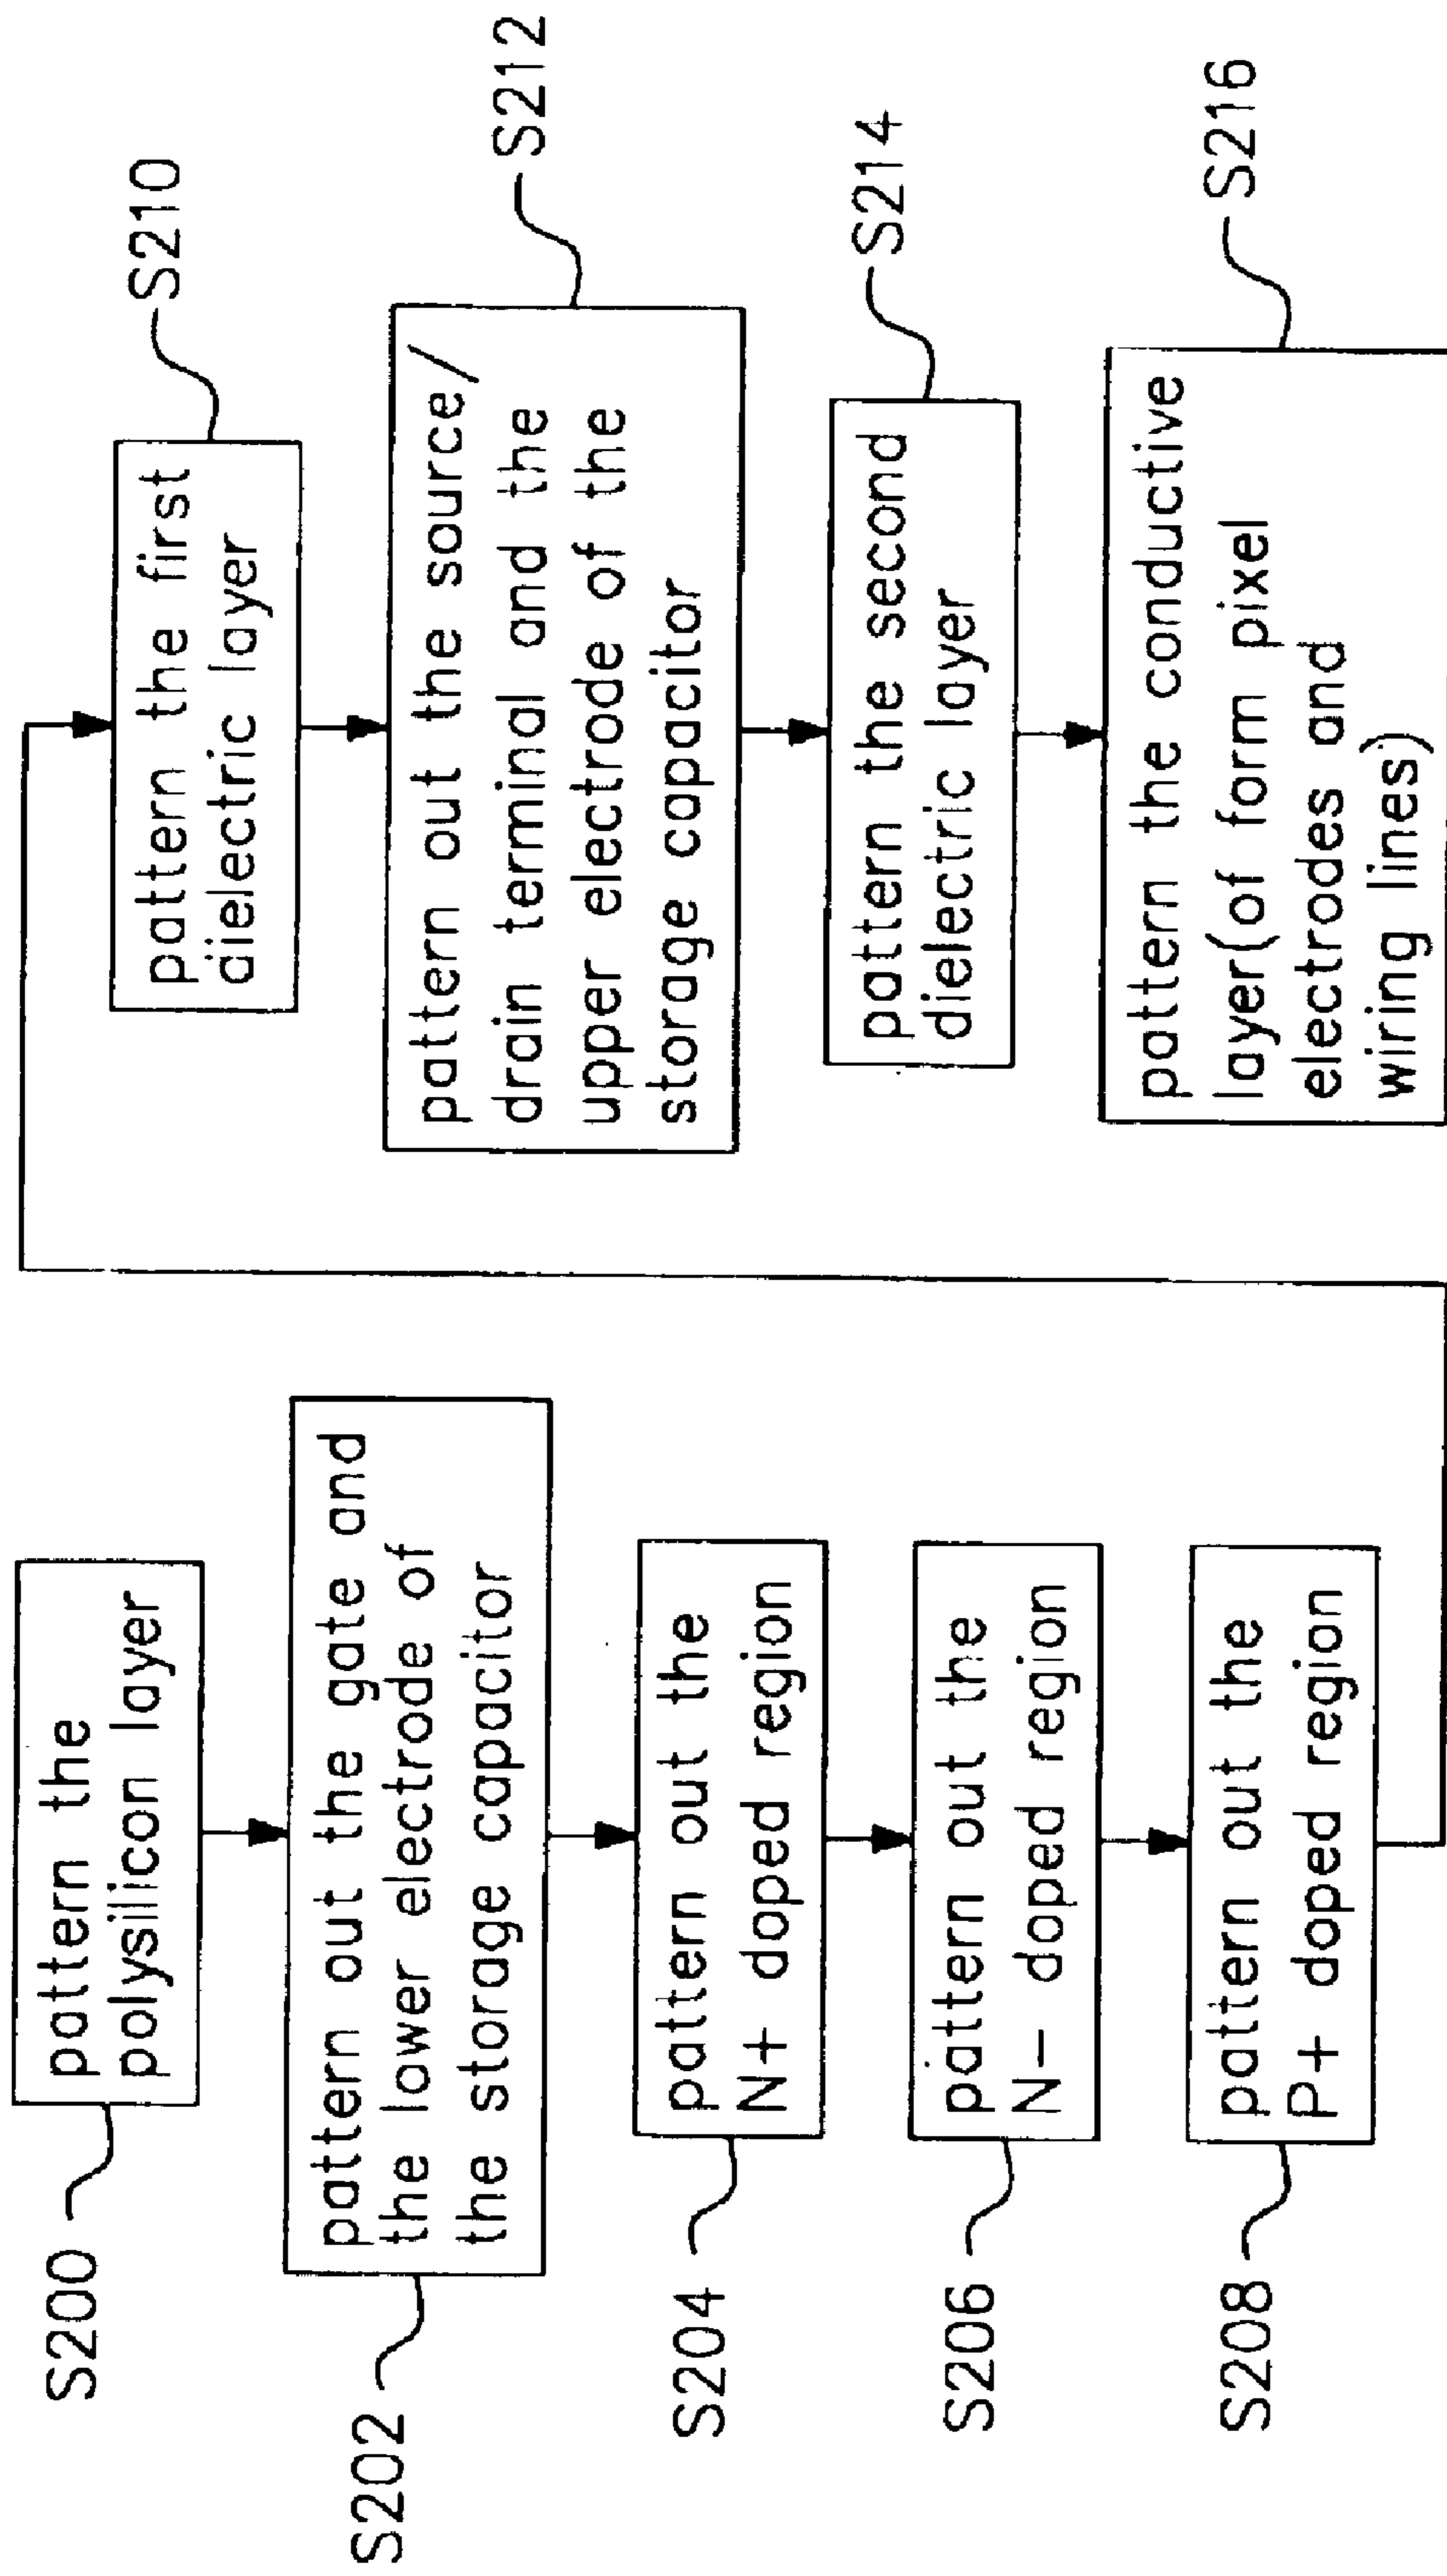 S200
pattern the
polysilicon layer
S202
pattern out the gate and
the lower electrode of
the storage capacitor
S204
pattern out the
N+ doped region
S206
pattern out the
N- doped region
S208
pattern out the
P+ doped region
S210
pattern the first
dielectric layer
S212
pattern out the source/
drain terminal and the
upper electrode of the
storage capacitor
S214
pattern the second
dielectric layer
S216
pattern the conductive
layer(of form pixel
electrodes and
wiring lines)